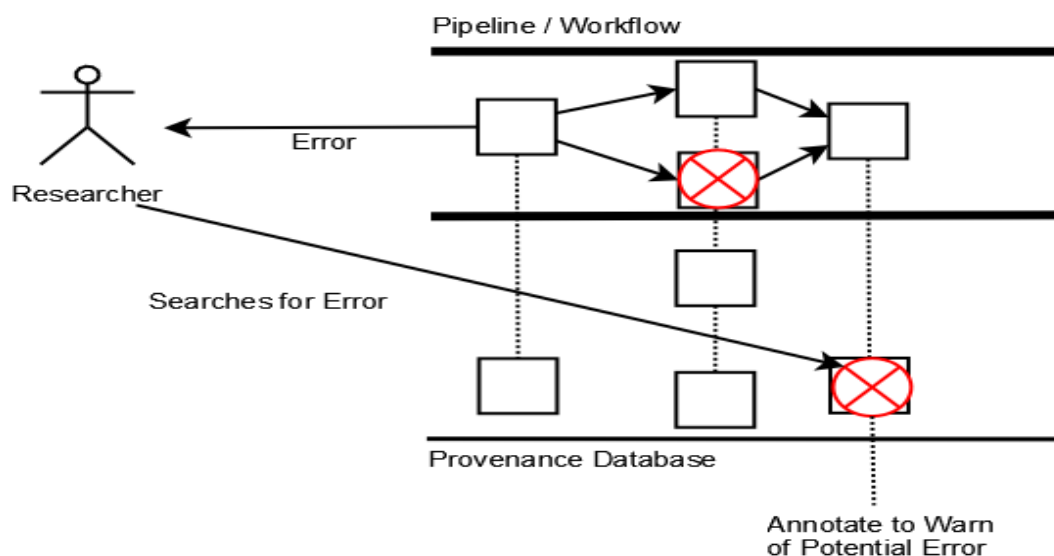 Pipeline / Workflow
Error
Researcher
Searches for Error
Provenance Database
Annotate to Warn
of Potential Error